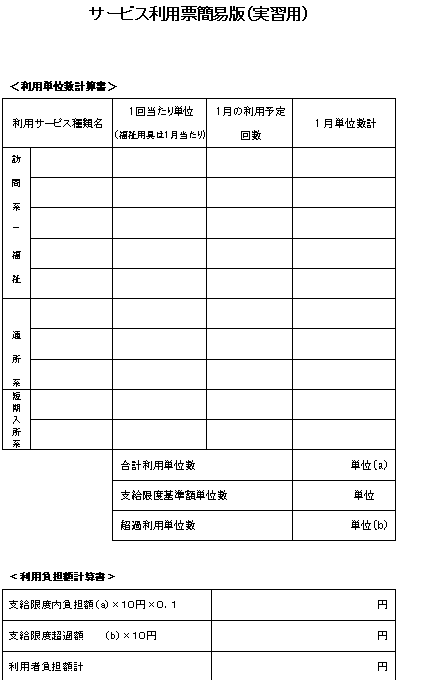 サービス利用票簡易版(実習用)
<利用単位数計算書>
利用サービス種類名
1回当たり単位
(福祉用具は1月当たり)
1月の利用予定
回数
1月単位数計
訪問系－福祉
通所系
短期入所系
合計利用単位数 単位(a)
支給限度基準額単位数 単位
超過利用単位数 単位(b)
<利用負担額計算書>
支給限度内負担額(a)×10円×0.1 円
支給限度超過額 (b)×10円 円
利用者負担額計 円